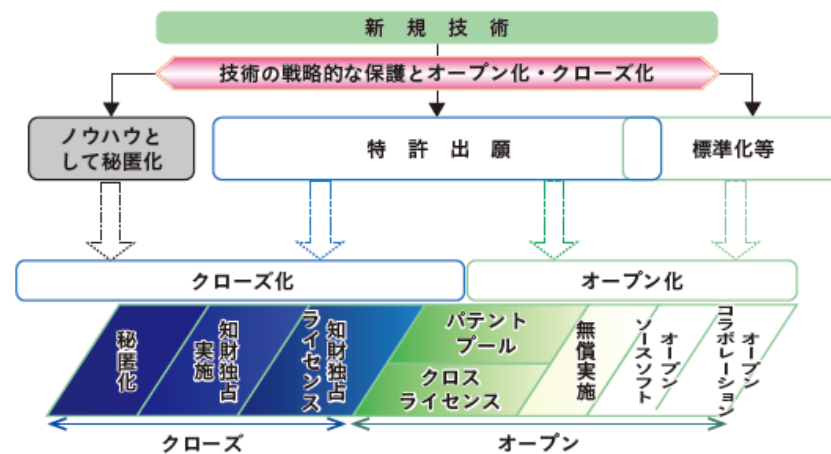 新規技術
技術の戦略的な保護とオープン化・クローズ化
ノウハウと
して秘匿化
特許出願
標準化等
クローズ化
オープン化
秘匿化
知財独占
実施
知財独占
ライセンス
パテント
プール
クロス
ライセンス
無償実施
オープン
ソースソフト
オープン
コラボレーション
クローズ
オープン